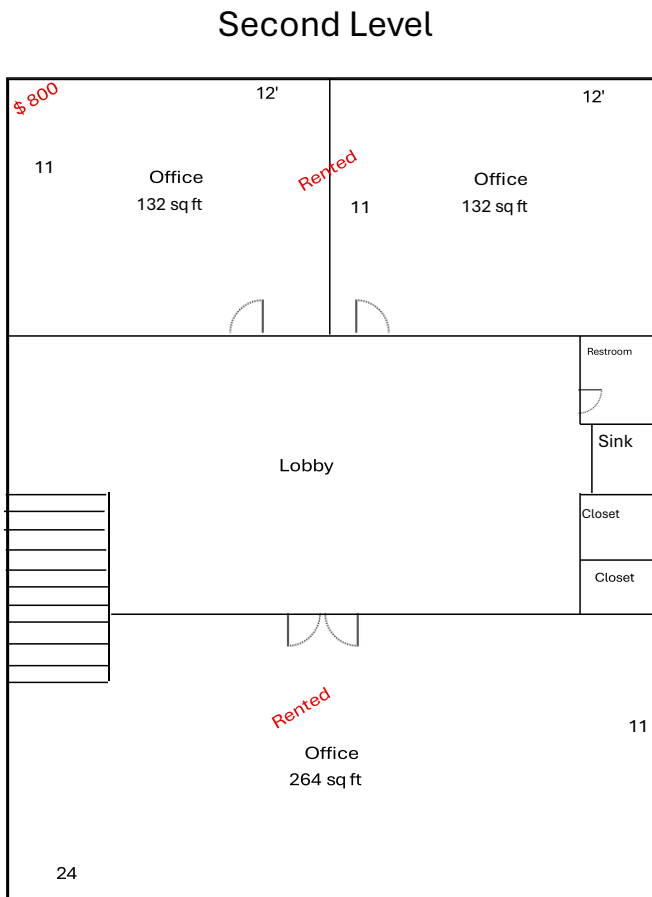 Second Level
$ 800
12'
12'
11
Office
132 sq ft
Rented
11
Office
132 sq ft
Restroom
Sink
Lobby
Closet
Closet
Rented
11
Office
264 sq ft
24